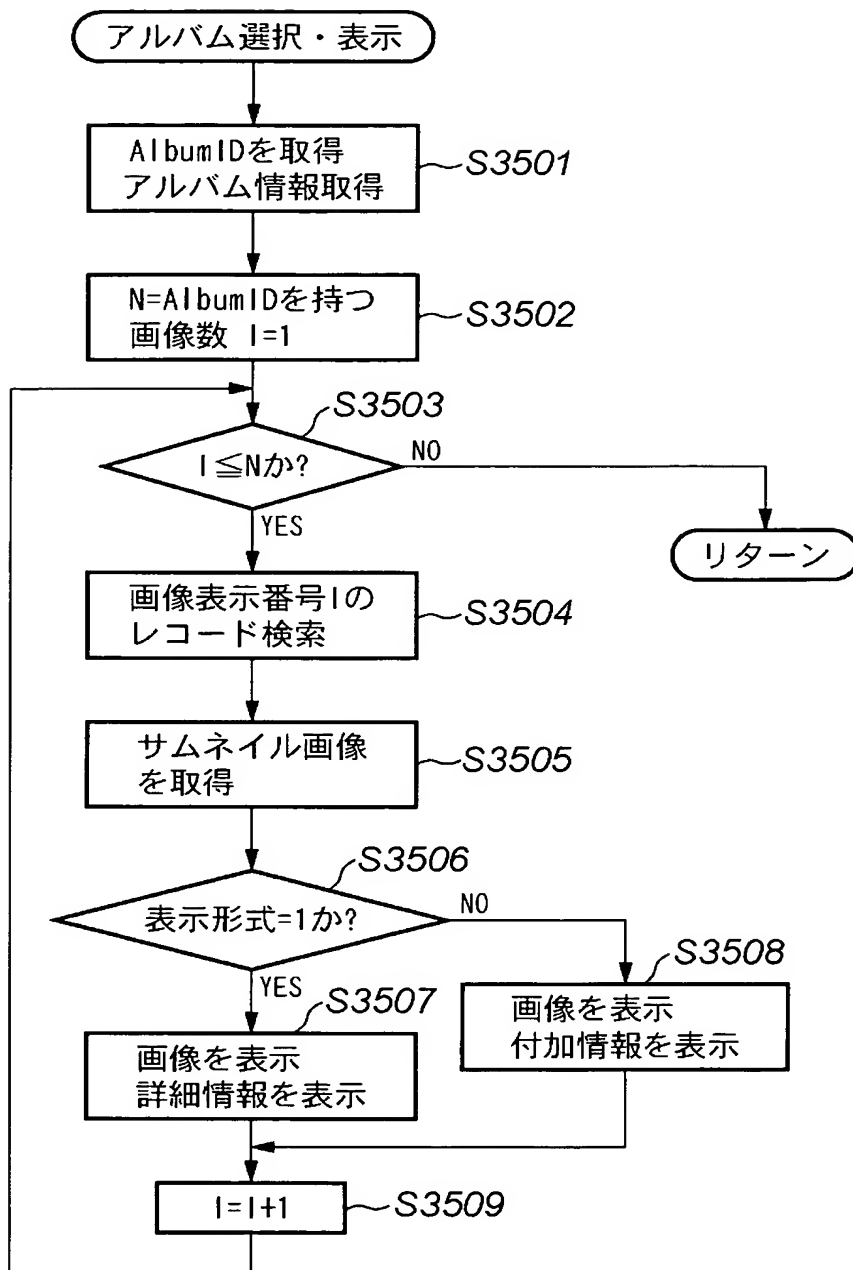 アルバム選択・表示
AlbumIDを取得
アルバム情報取得
S3501
N=AlbumIDを持つ
画像数 I=1
S3502
S3503
I≦Nか?
NO
YES
リターン
画像表示番号Iの
レコード検索
S3504
サムネイル画像
を取得
S3505
S3506
表示形式=1か?
NO
YES
S3507
画像を表示
詳細情報を表示
S3508
画像を表示
付加情報を表示
I=I+1
S3509